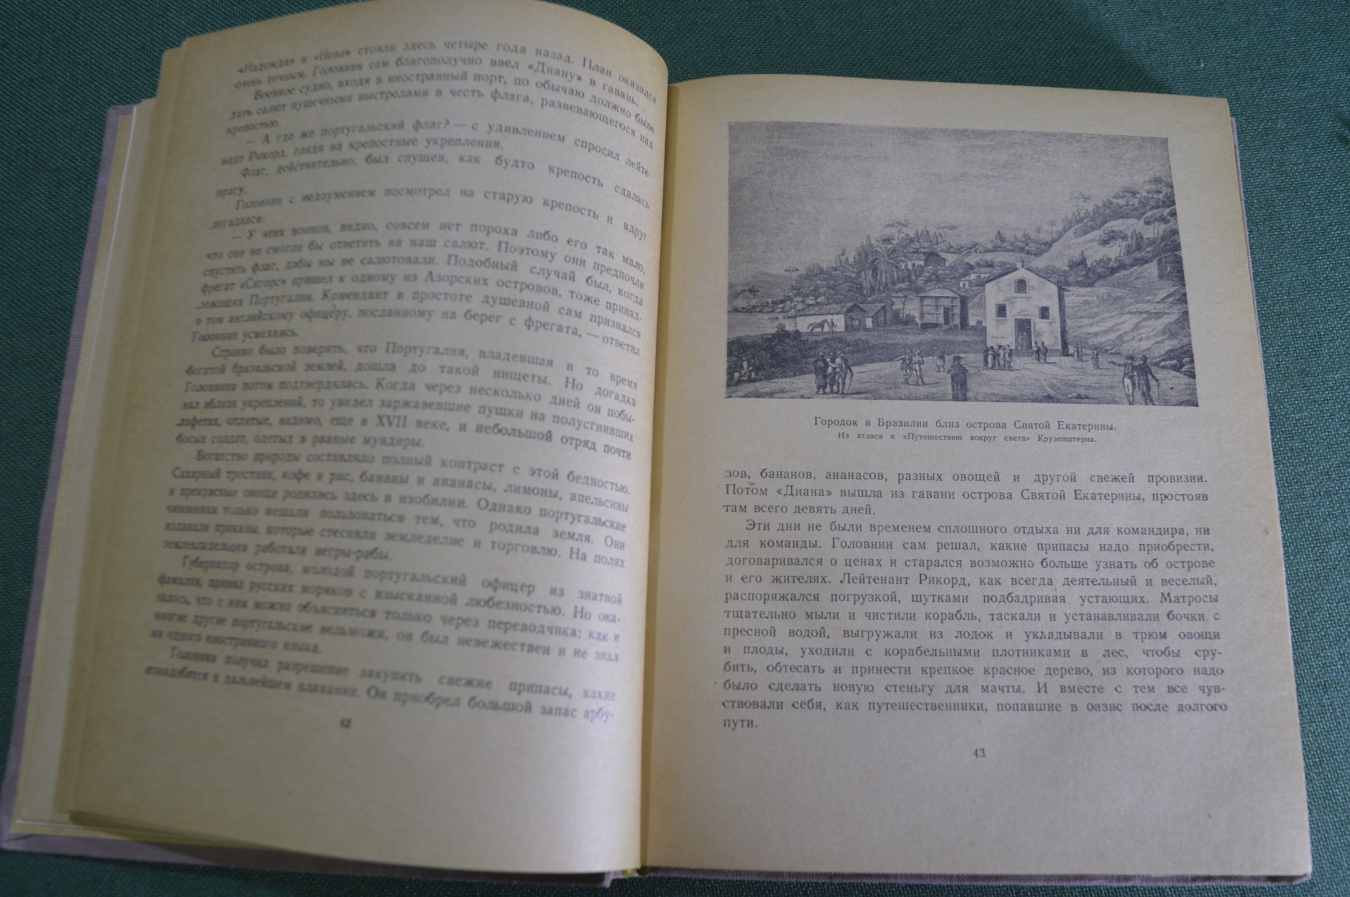 «Надежда» и «Нева» стояли здесь четыре года назад. План оказался
очень точным. Головнин сам благополучно ввел «Диану» в гавань.
Военное судно, входя в иностранный порт, по обычаю должно было
дать салют пушечными выстрелами в честь флага, развевающегося над
крепостью.
— А где же португальский флаг? — с удивлением спросил лейте-
нант Рикорд, глядя на крепостные укрепления.
Флаг, действительно, был спущен, как будто крепость сдалась
врагу.
Головнин с недоумением посмотрел на старую крепость и вдруг
догадался:
— У этих воинов, видно, совсем нет пороха либо его так мало,
что они не смогли бы ответить на наш салют. Поэтому они предпочли
спустить флаг, дабы мы не салютовали. Подобный случай был, когда
фрегат «Сягорс» пришел к одному из Азорских островов, тоже принад-
лежащих Португалии. Комендант в простоте душевной сам признался
в том английскому офицеру, посланному на берег с фрегата, — ответил
Головнин усмехаясь.
Странно было поверить, что Португалия, владевшая в то время
богатой бразильской землей, дошла до такой нищеты. Но догадка
Головнина потом подтвердилась. Когда через несколько дней он побы-
вал вблизи укреплений, то увидел заржавевшие пушки на полусгнивших
лафетах, отлитые, видимо, еще в XVII веке, и небольшой отряд почти
босых солдат, одетых в рваные мундиры.
Богатство природы составляло полный контраст с этой бедностью.
Сахарный тростник, кофе и рис, бананы и ананасы, лимоны, апельсины
и прекрасные овощи родились здесь в изобилии. Однако португальские
чиновники только мешали пользоваться тем, что родила земля. Они
издавали приказы, которые стесняли земледелие и торговлю. На полях
землевладельцев работали негры-рабы.
Губернатор острова, молодой португальский офицер из знатной
фамилии, принял русских моряков с изысканной любезностью. Но ока-
залось, что с ним можно объясняться только через переводчика: как и
многие другие португальские вельможи, он был невежествен и не знал
ни одного иностранного языка.
Головнин получил разрешение закупить свежие припасы, какие
понадобятся в дальнейшем плавании. Он приобрел большой запас арбу-
42
Городок в Бразилии близ острова Святой Екатерины.
Из атласа к «Путешествию вокруг света» Крузенштерна.
зов, бананов, ананасов, разных овощей и другой свежей провизии.
Потом «Диана» вышла из гавани острова Святой Екатерины, простояв
там всего девять дней.
Эти дни не были временем сплошного отдыха ни для командира, ни
для команды. Головнин сам решал, какие припасы надо приобрести,
договаривался о ценах и старался возможно больше узнать об острове
и его жителях. Лейтенант Рикорд, как всегда деятельный и веселый,
распоряжался погрузкой, шутками подбадривая устающих. Матросы
тщательно мыли и чистили корабль, таскали и устанавливали бочки с
пресной водой, выгружали из лодок и укладывали в трюм овощи
и плоды, уходили с корабельными плотниками в лес, чтобы сру-
бить, обтесать и принести крепкое красное дерево, из которого надо
было сделать новую стеньгу для мачты. И вместе с тем все чув-
ствовали себя, как путешественники, попавшие в оазис после долгого
пути.
43